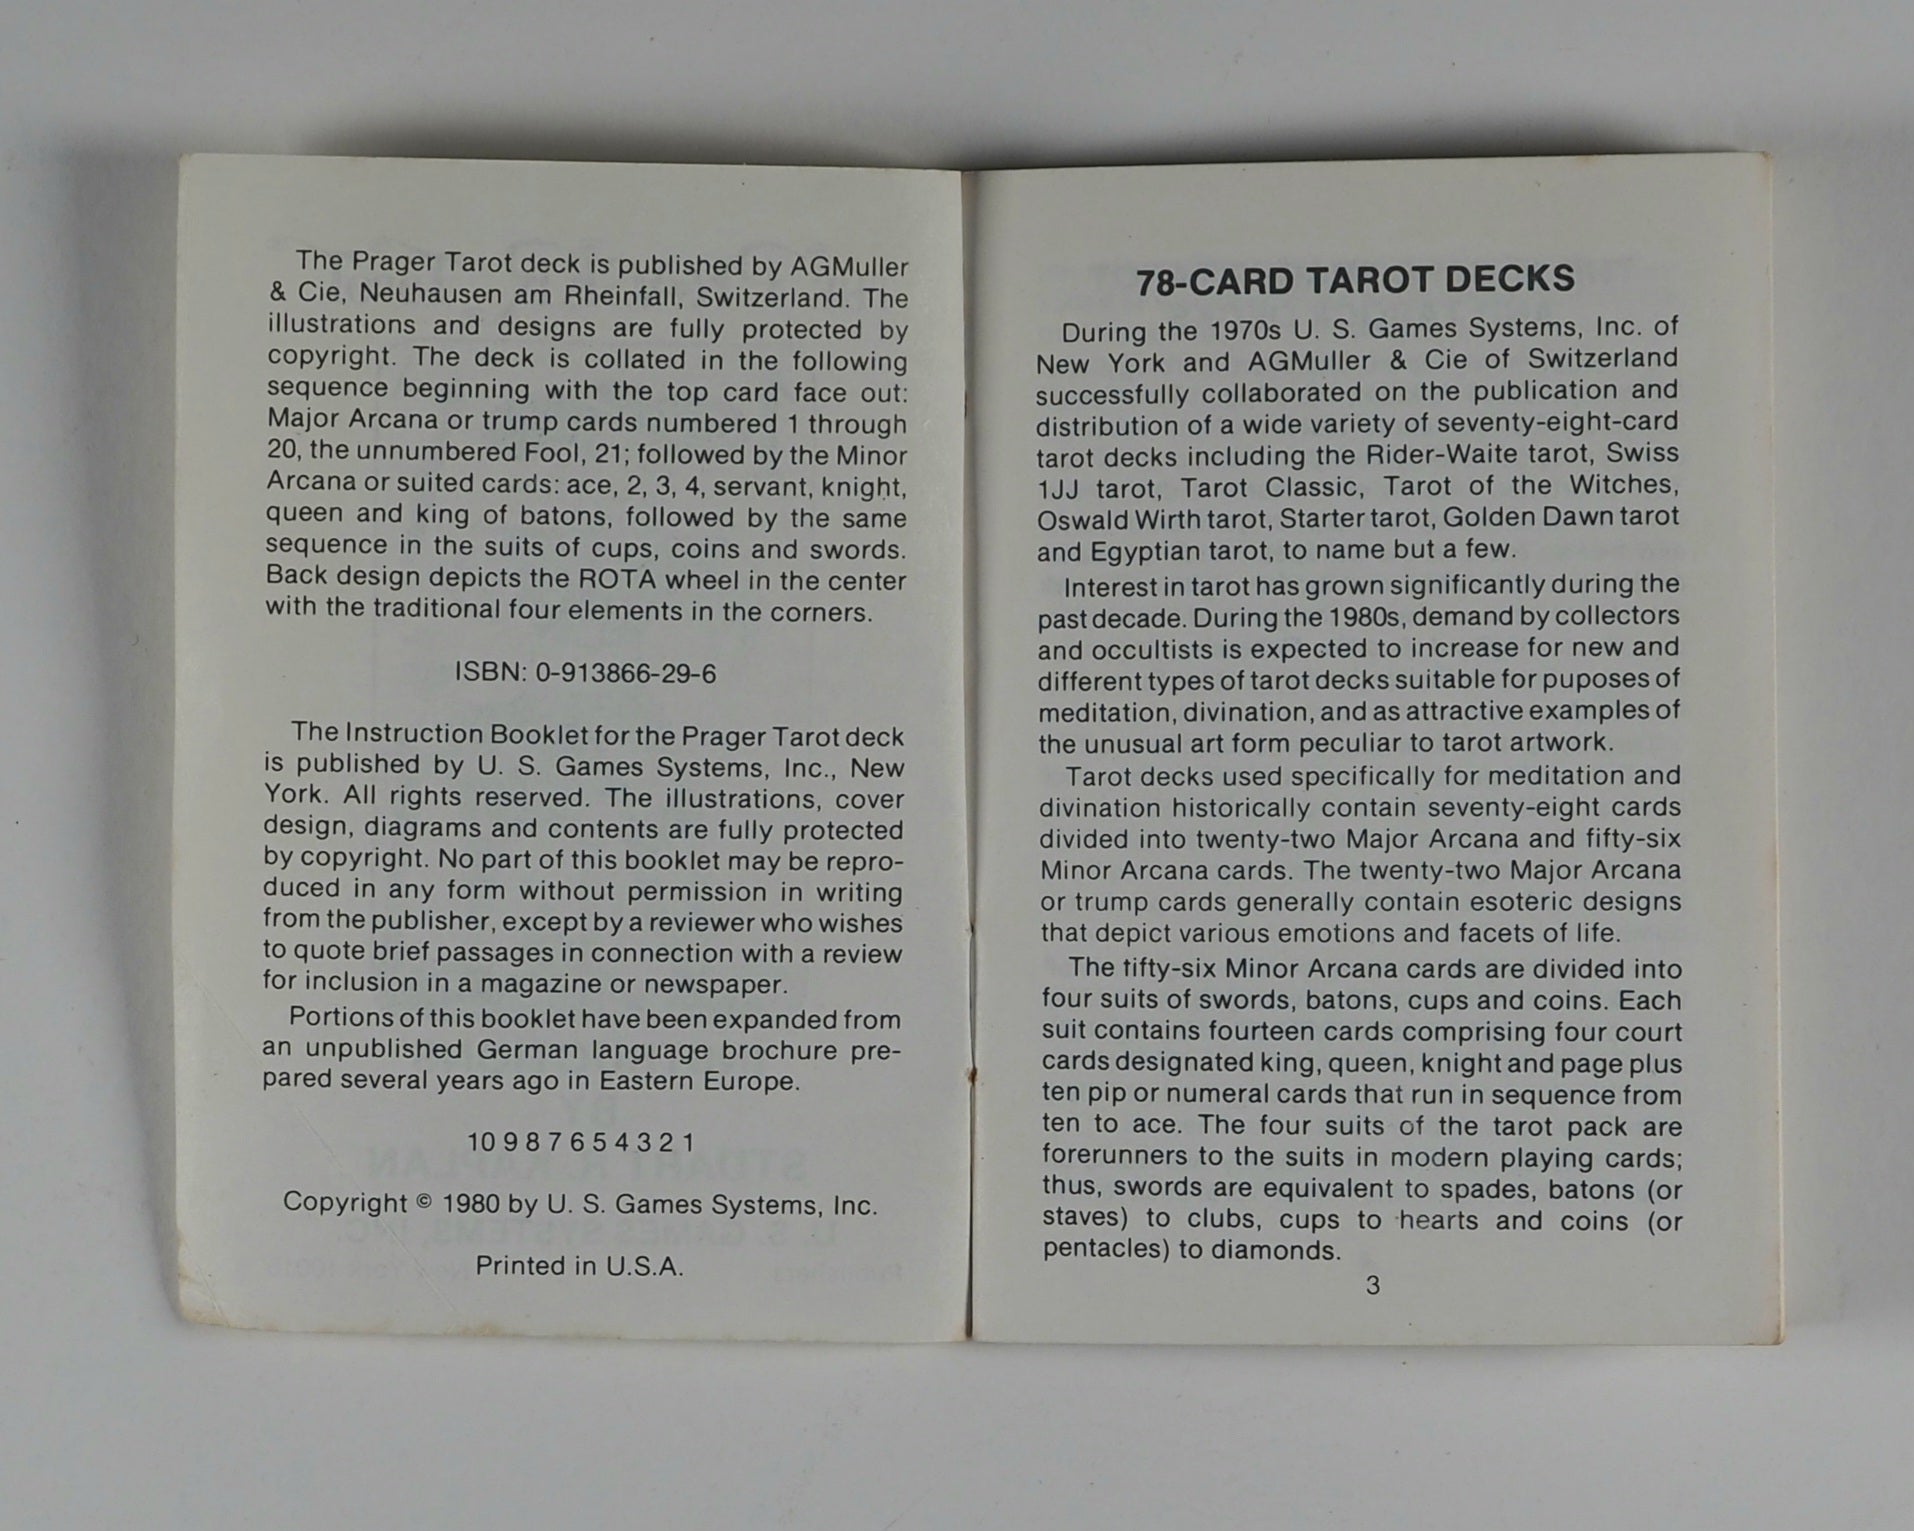 The Prager Tarot deck is published by AGMuller
& Cie, Neuhausen am Rheinfall, Switzerland. The
illustrations and designs are fully protected by
copyright. The deck is collated in the following
sequence beginning with the top card face out:
Major Arcana or trump cards numbered 1 through
20, the unnumbered Fool, 21; followed by the Minor
Arcana or suited cards: ace, 2, 3, 4, servant, knight,
queen and king of batons, followed by the same
sequence in the suits of cups, coins and swords.
Back design depicts the ROTA wheel in the center
with the traditional four elements in the corners.
ISBN: 0-913866-29-6
The Instruction Booklet for the Prager Tarot deck
is published by U. S. Games Systems, Inc., New
York. All rights reserved. The illustrations, cover
design, diagrams and contents are fully protected
by copyright. No part of this booklet may be repro-
duced in any form without permission in writing
from the publisher, except by a reviewer who wishes
to quote brief passages in connection with a review
for inclusion in a magazine or newspaper.
Portions of this booklet have been expanded from
an unpublished German language brochure pre-
pared several years ago in Eastern Europe.
10 9 8 7 6 5 4 3 2 1
Copyright © 1980 by U. S. Games Systems, Inc.
Printed in U.S.A.
78-CARD TAROT DECKS
During the 1970s U. S. Games Systems, Inc. of
New York and AGMuller & Cie of Switzerland
successfully collaborated on the publication and
distribution of a wide variety of seventy-eight-card
tarot decks including the Rider-Waite tarot, Swiss
1JJ tarot, Tarot Classic, Tarot of the Witches,
Oswald Wirth tarot, Starter tarot, Golden Dawn tarot
and Egyptian tarot, to name but a few.
Interest in tarot has grown significantly during the
past decade. During the 1980s, demand by collectors
and occultists is expected to increase for new and
different types of tarot decks suitable for puposes of
meditation, divination, and as attractive examples of
the unusual art form peculiar to tarot artwork.
Tarot decks used specifically for meditation and
divination historically contain seventy-eight cards
divided into twenty-two Major Arcana and fifty-six
Minor Arcana cards. The twenty-two Major Arcana
or trump cards generally contain esoteric designs
that depict various emotions and facets of life.
The fifty-six Minor Arcana cards are divided into
four suits of swords, batons, cups and coins. Each
suit contains fourteen cards comprising four court
cards designated king, queen, knight and page plus
ten pip or numeral cards that run in sequence from
ten to ace. The four suits of the tarot pack are
forerunners to the suits in modern playing cards;
thus, swords are equivalent to spades, batons (or
staves) to clubs, cups to hearts and coins (or
pentacles) to diamonds.
3